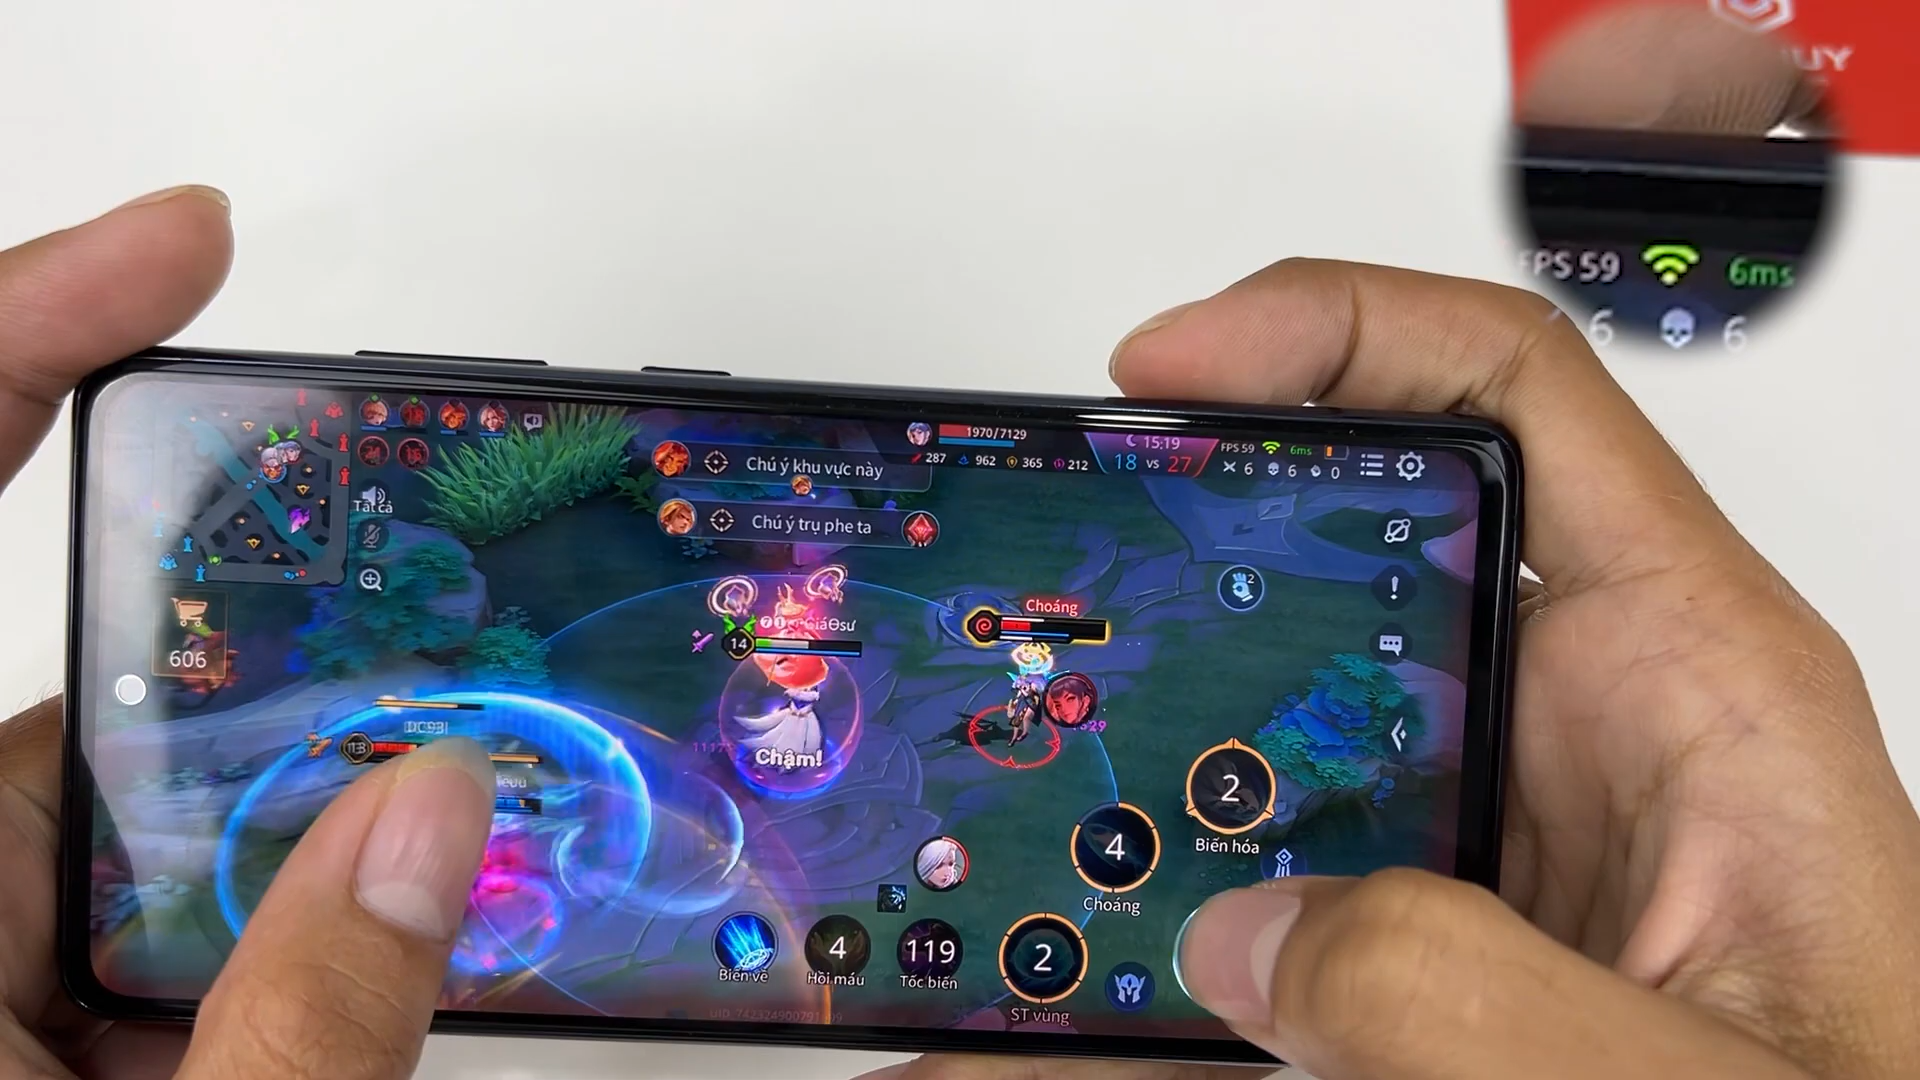 UY
FPS 59 6ms
6 6
1970/7129
287 962 365 212
15:19
18 vs 27
FPS 59 6ms
6 6 0
Chú ý khu vực này
Chú ý trụ phe ta
Tất cả
606
Choáng
14
Chậm!
2
Biến hóa
4
Choáng
2
ST vùng
Biến về
4
Hồi máu
119
Tốc biến